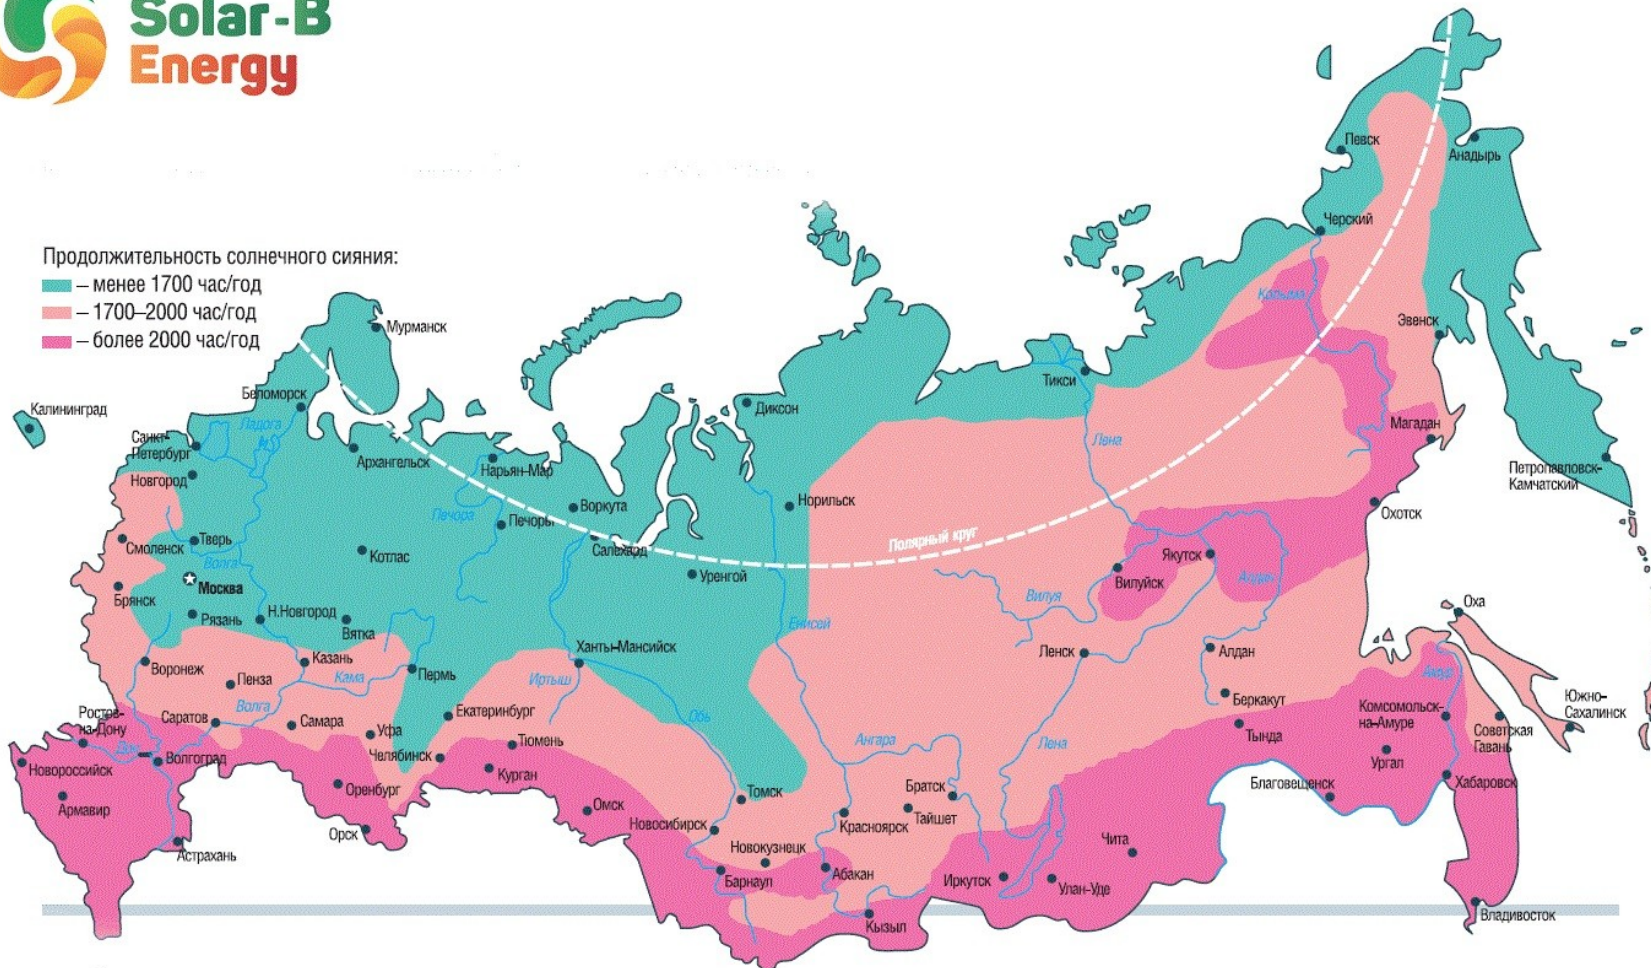 Solar-B
Energy
Продолжительность солнечного сияния:
– менее 1700 час/год
– 1700–2000 час/год
– более 2000 час/год
Певск
Анадырь
Черский
Колыма
Эвенск
Мурманск
Беломорск
Калининград
Ладога
Санкт-
Петербург
Новгород
Архангельск
Нарьян-Мар
Диксон
Тикси
Лена
Магадан
Петропавловск-
Камчатский
Охотск
Печора
Печоры
Воркута
Норильск
Салехард
Полярный круг
Смоленск
Тверь
Волга
Котлас
Уренгой
Якутск
Вилуйск
Алдан
Москва
Брянск
Рязань
Н.Новгород
Вятка
Енисей
Вилуя
Оха
Воронеж
Пенза
Казань
Кама
Пермь
Ханты-Мансийск
Иртыш
Обь
Ленск
Алдан
Беркакут
Амур
Южно-
Сахалинск
Ростов-
на-Дону
Дон
Саратов
Волга
Самара
Уфа
Екатеринбург
Челябинск
Тюмень
Ангара
Лена
Тында
Комсомольск-
на-Амуре
Ургал
Советская
Гавань
Новороссийск
Волгоград
Армавир
Оренбург
Орск
Астрахань
Курган
Омск
Томск
Новосибирск
Красноярск
Братск
Тайшет
Благовещенск
Хабаровск
Новокузнецк
Барнаул
Абакан
Кызыл
Иркутск
Улан-Уде
Чита
Владивосток